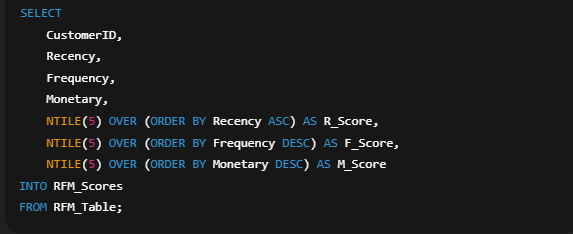 SELECT
    CustomerID,
    Recency,
    Frequency,
    Monetary,
    NTILE(5) OVER (ORDER BY Recency ASC) AS R_Score,
    NTILE(5) OVER (ORDER BY Frequency DESC) AS F_Score,
    NTILE(5) OVER (ORDER BY Monetary DESC) AS M_Score
INTO RFM_Scores
FROM RFM_Table;